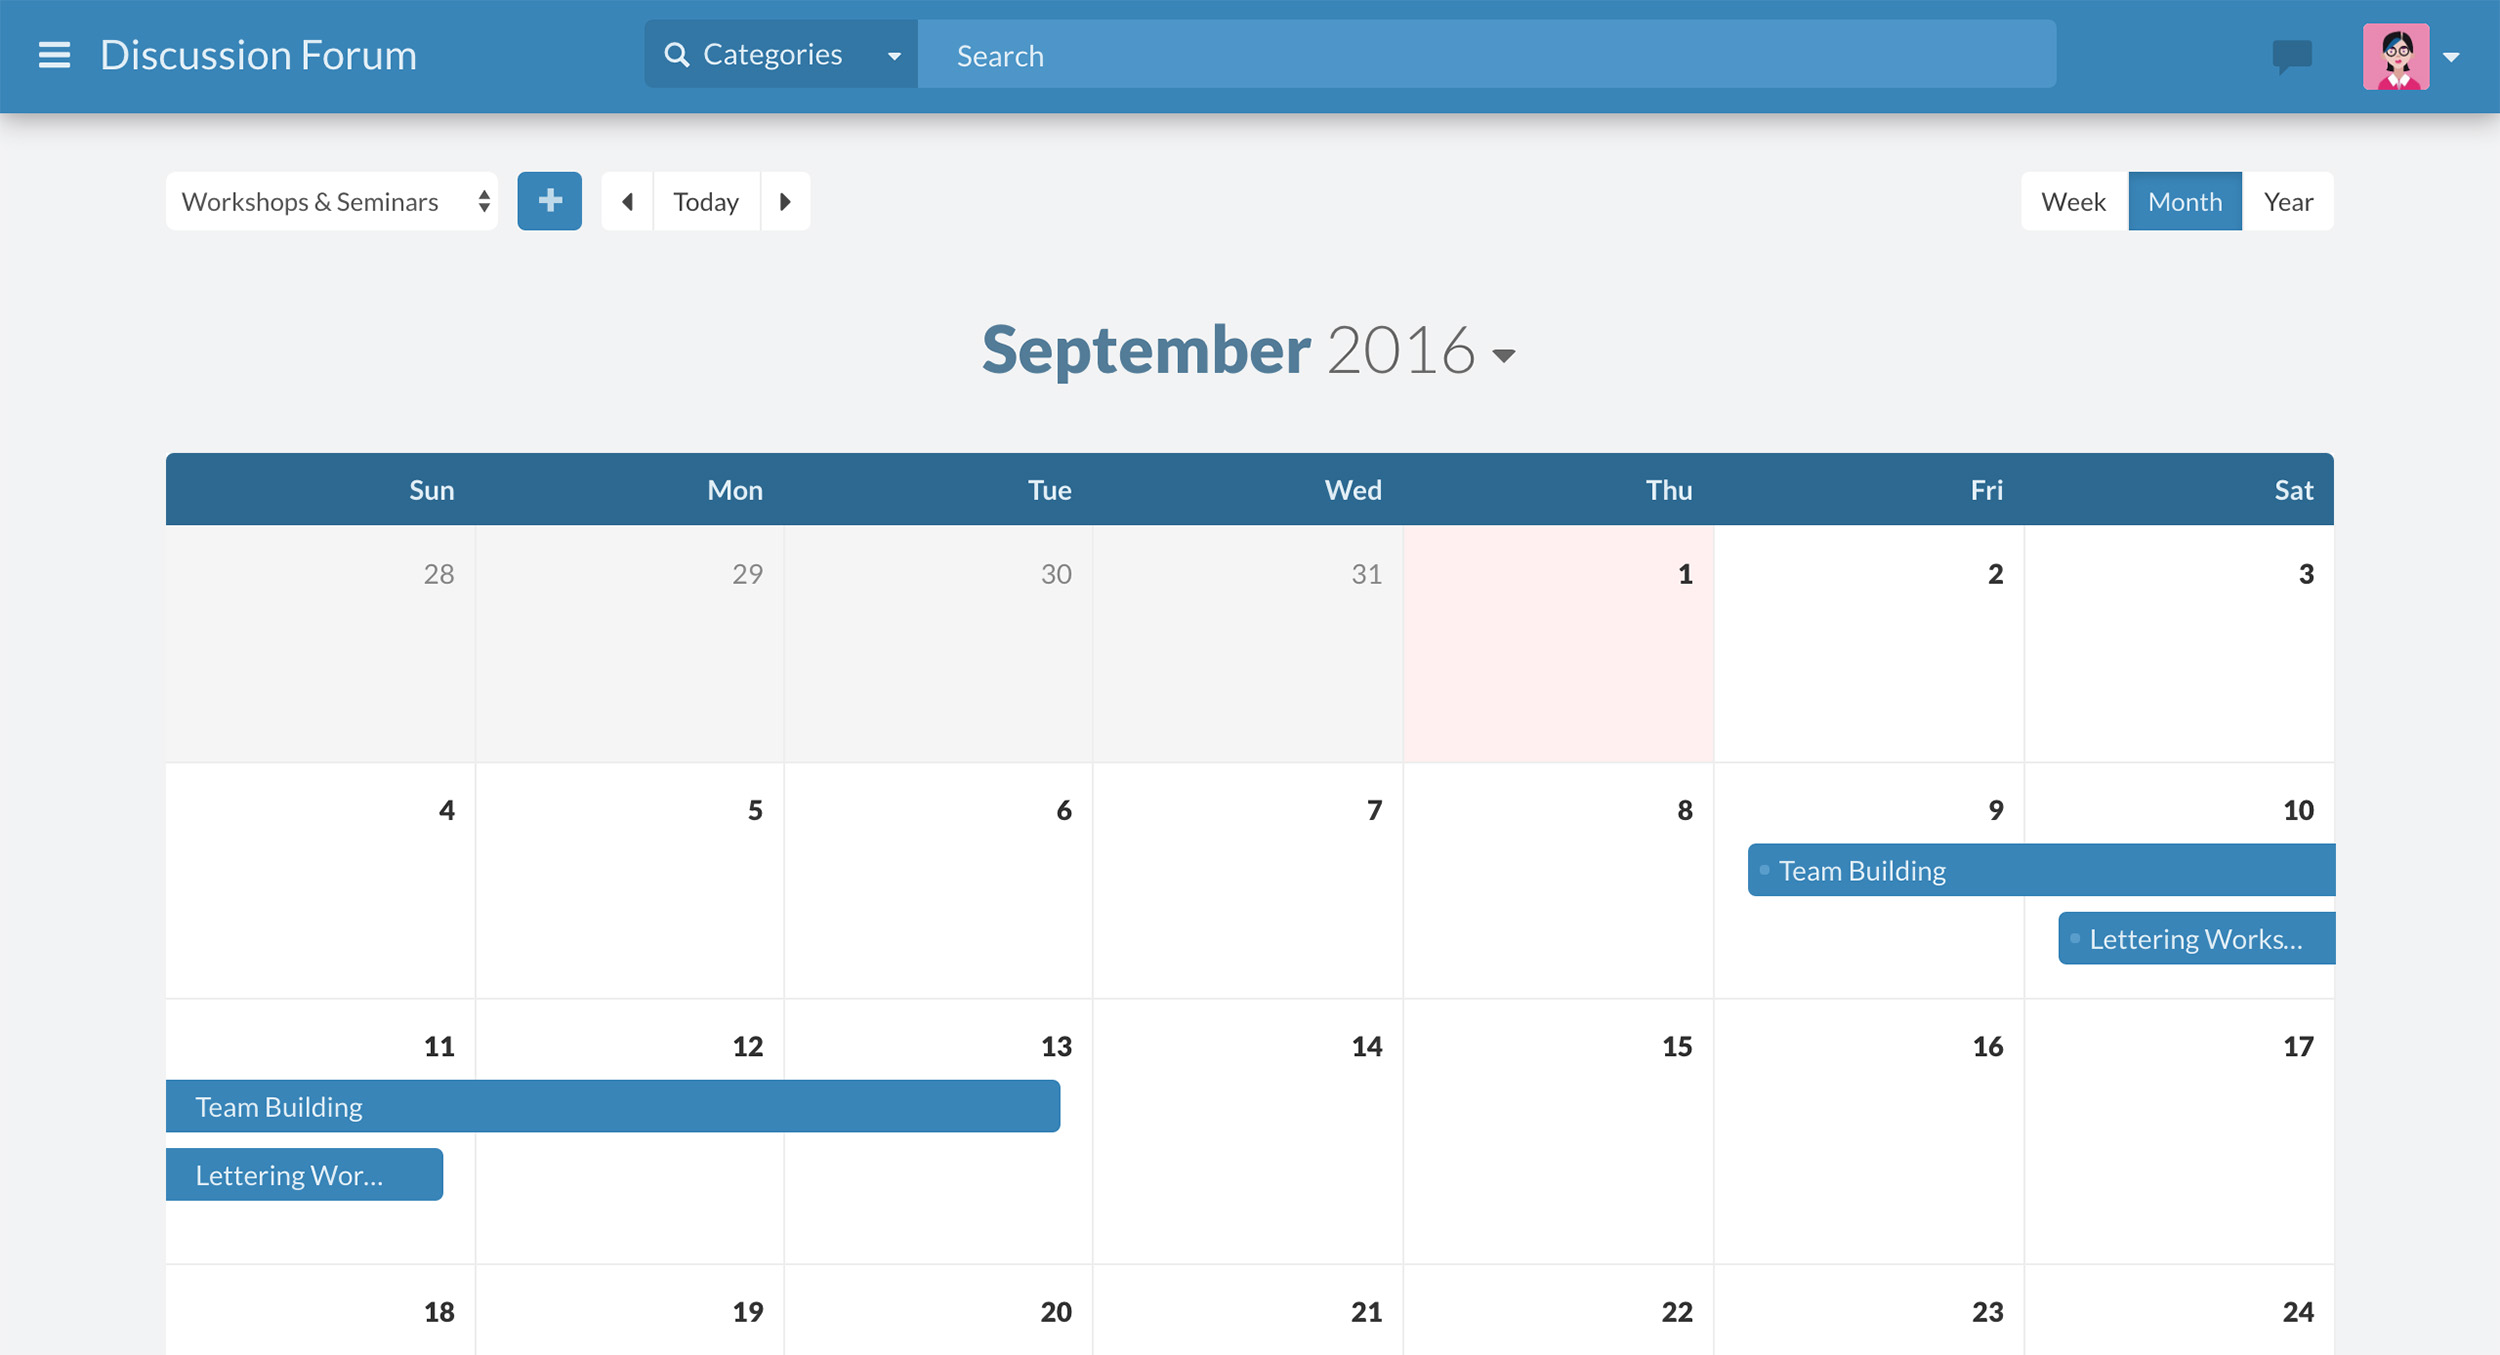 Discussion Forum Categories Search
Workshops & Seminars Today Week Month Year
September 2016
Sun Mon Tue Wed Thu Fri Sat
28 29 30 31 1 2 3
4 5 6 7 8 9 10
Team Building
Lettering Works...
11 12 13 14 15 16 17
Team Building
Lettering Wor...
18 19 20 21 22 23 24